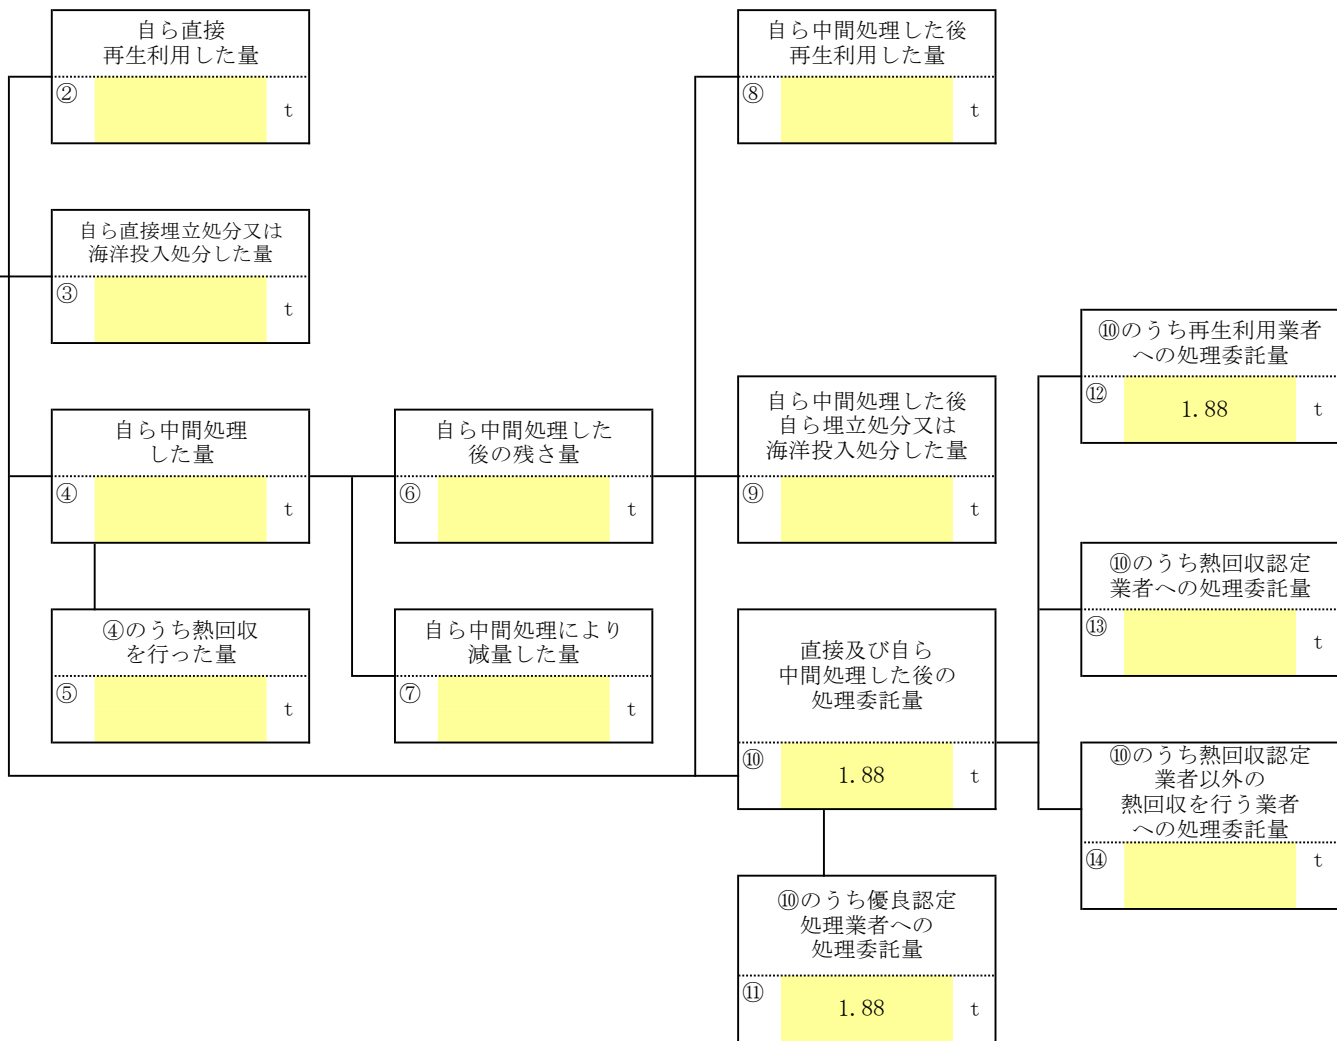 自ら直接
再生利用した量
②
t
自ら中間処理した後
再生利用した量
⑧
t
自ら直接埋立処分又は
海洋投入処分した量
③
t
⑩のうち再生利用業者
への処理委託量
⑫
1.88
t
自ら中間処理
した量
④
t
自ら中間処理した
後の残さ量
⑥
t
自ら中間処理した後
自ら埋立処分又は
海洋投入処分した量
⑨
t
⑩のうち熱回収認定
業者への処理委託量
⑬
t
④のうち熱回収
を行った量
⑤
t
自ら中間処理により
減量した量
⑦
t
直接及び自ら
中間処理した後の
処理委託量
⑩
1.88
t
⑩のうち熱回収認定
業者以外の
熱回収を行う業者
への処理委託量
⑭
t
⑩のうち優良認定
処理業者への
処理委託量
⑪
1.88
t